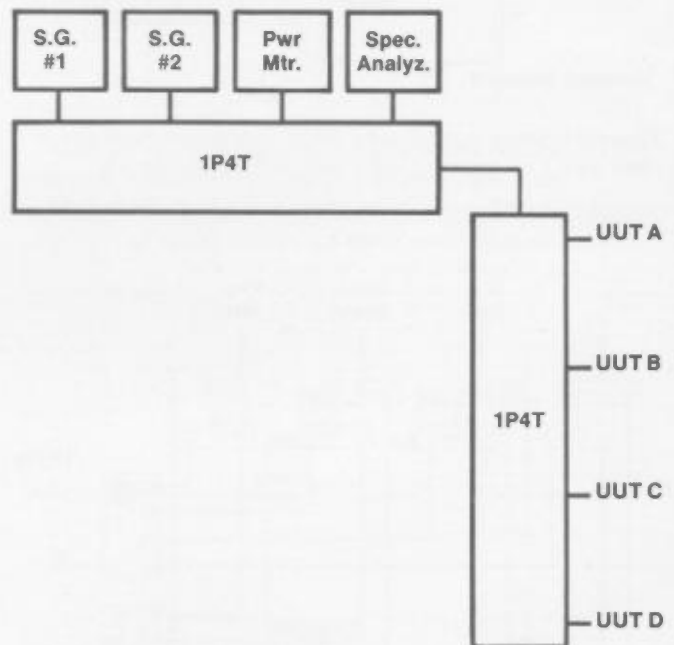 S.G.
#1
S.G.
#2
Pwr
Mtr.
Spec.
Analyz.
1P4T
UUT A
UUT B
1P4T
UUT C
UUT D